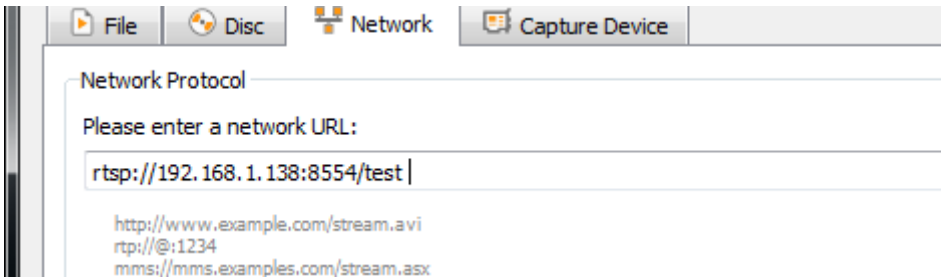 File Disc Network Capture Device
Network Protocol
Please enter a network URL:
rtsp://192.168.1.138:8554/test
http://www.example.com/stream.avi
rtp://@:1234
mms://mms.examples.com/stream.asx